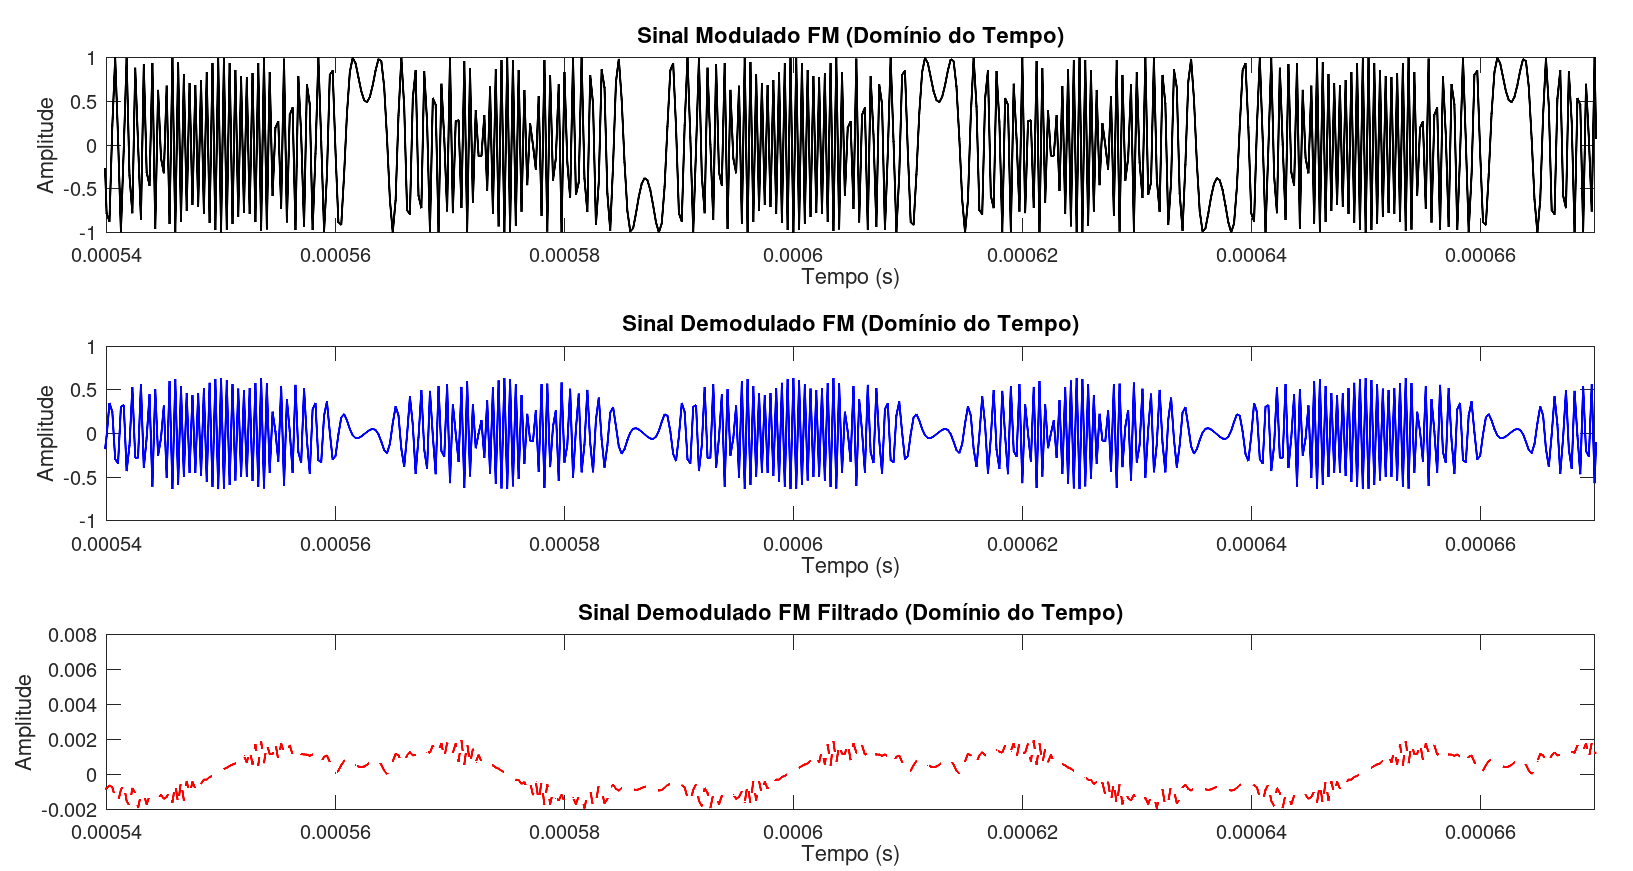 Sinal Modulado FM (Domínio do Tempo)
1
0.5
0
-0.5
-1
Amplitude
0.00054 0.00056 0.00058 0.0006 0.00062 0.00064 0.00066
Tempo (s)
Sinal Demodulado FM (Domínio do Tempo)
1
0.5
0
-0.5
-1
Amplitude
0.00054 0.00056 0.00058 0.0006 0.00062 0.00064 0.00066
Tempo (s)
Sinal Demodulado FM Filtrado (Domínio do Tempo)
0.008
0.006
0.004
0.002
0
-0.002
Amplitude
0.00054 0.00056 0.00058 0.0006 0.00062 0.00064 0.00066
Tempo (s)